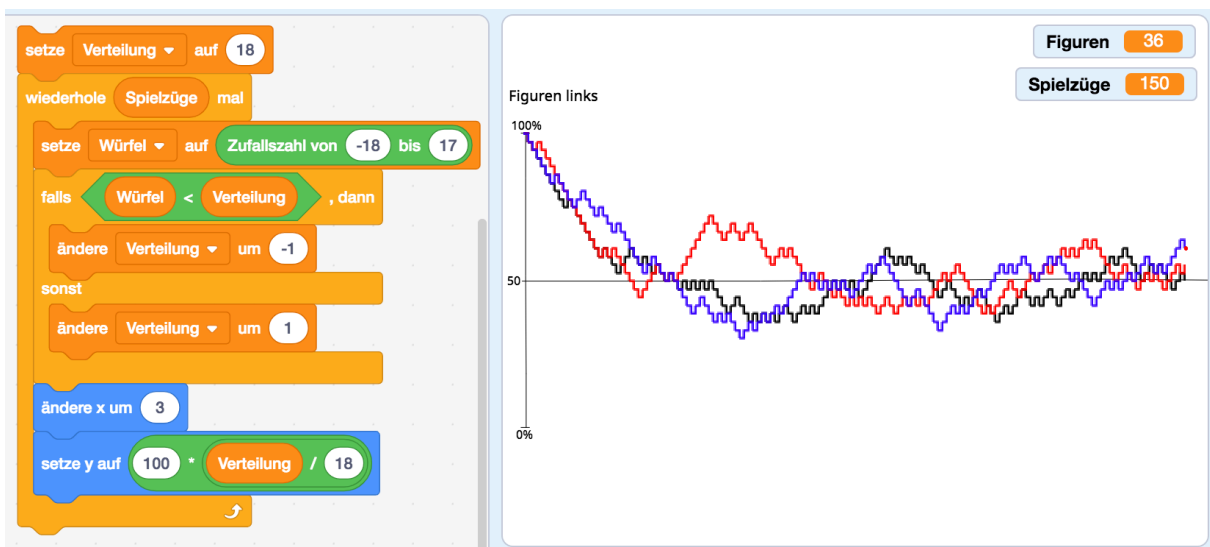 setze Verteilung auf 18
wiederhole Spielzüge mal
setze Würfel auf Zufallszahl von -18 bis 17
falls Würfel < Verteilung , dann
ändere Verteilung um -1
sonst
ändere Verteilung um 1
ändere x um 3
setze y auf 100 * Verteilung / 18
Figuren 36
Spielzüge 150
Figuren links
100%
50
0%